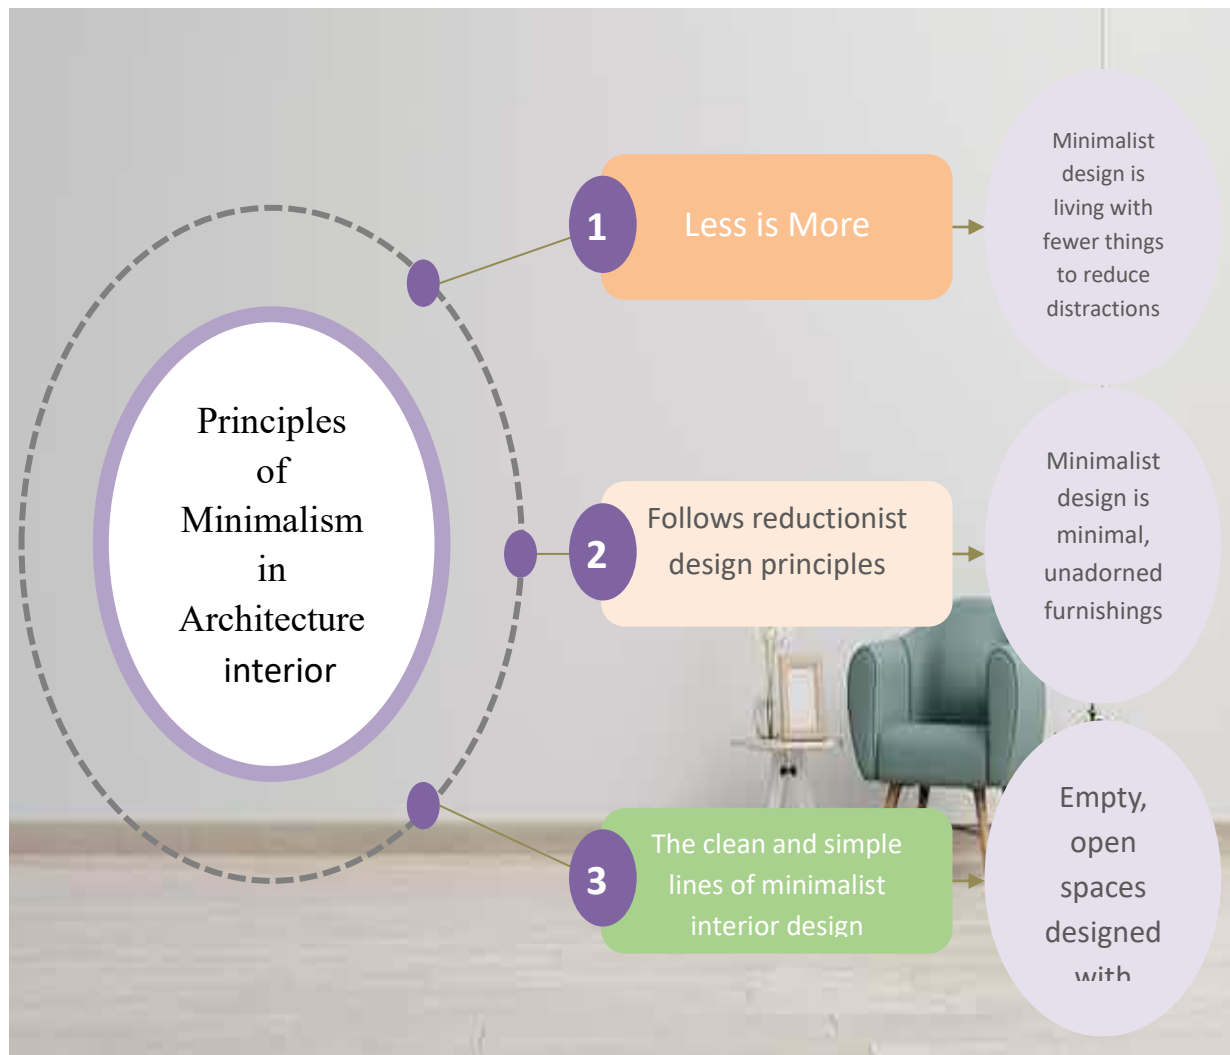 Principles
of
Minimalism
in
Architecture
interior
1
Less is More
Minimalist
design is
living with
fewer things
to reduce
distractions
2
Follows reductionist
design principles
Minimalist
design is
minimal,
unadorned
furnishings
3
The clean and simple
lines of minimalist
interior design
Empty,
open
spaces
designed
with